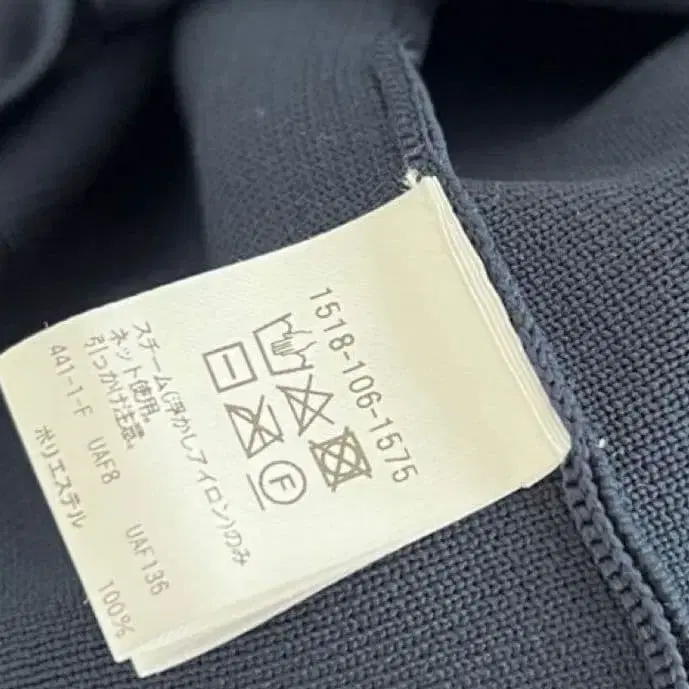 1518-106-1575
F
スチーム(浮かしアイロン)のみ
ネット使用。
引っかけ注意。
441-1-F UAF8 UAF136
ポリエステル 100%